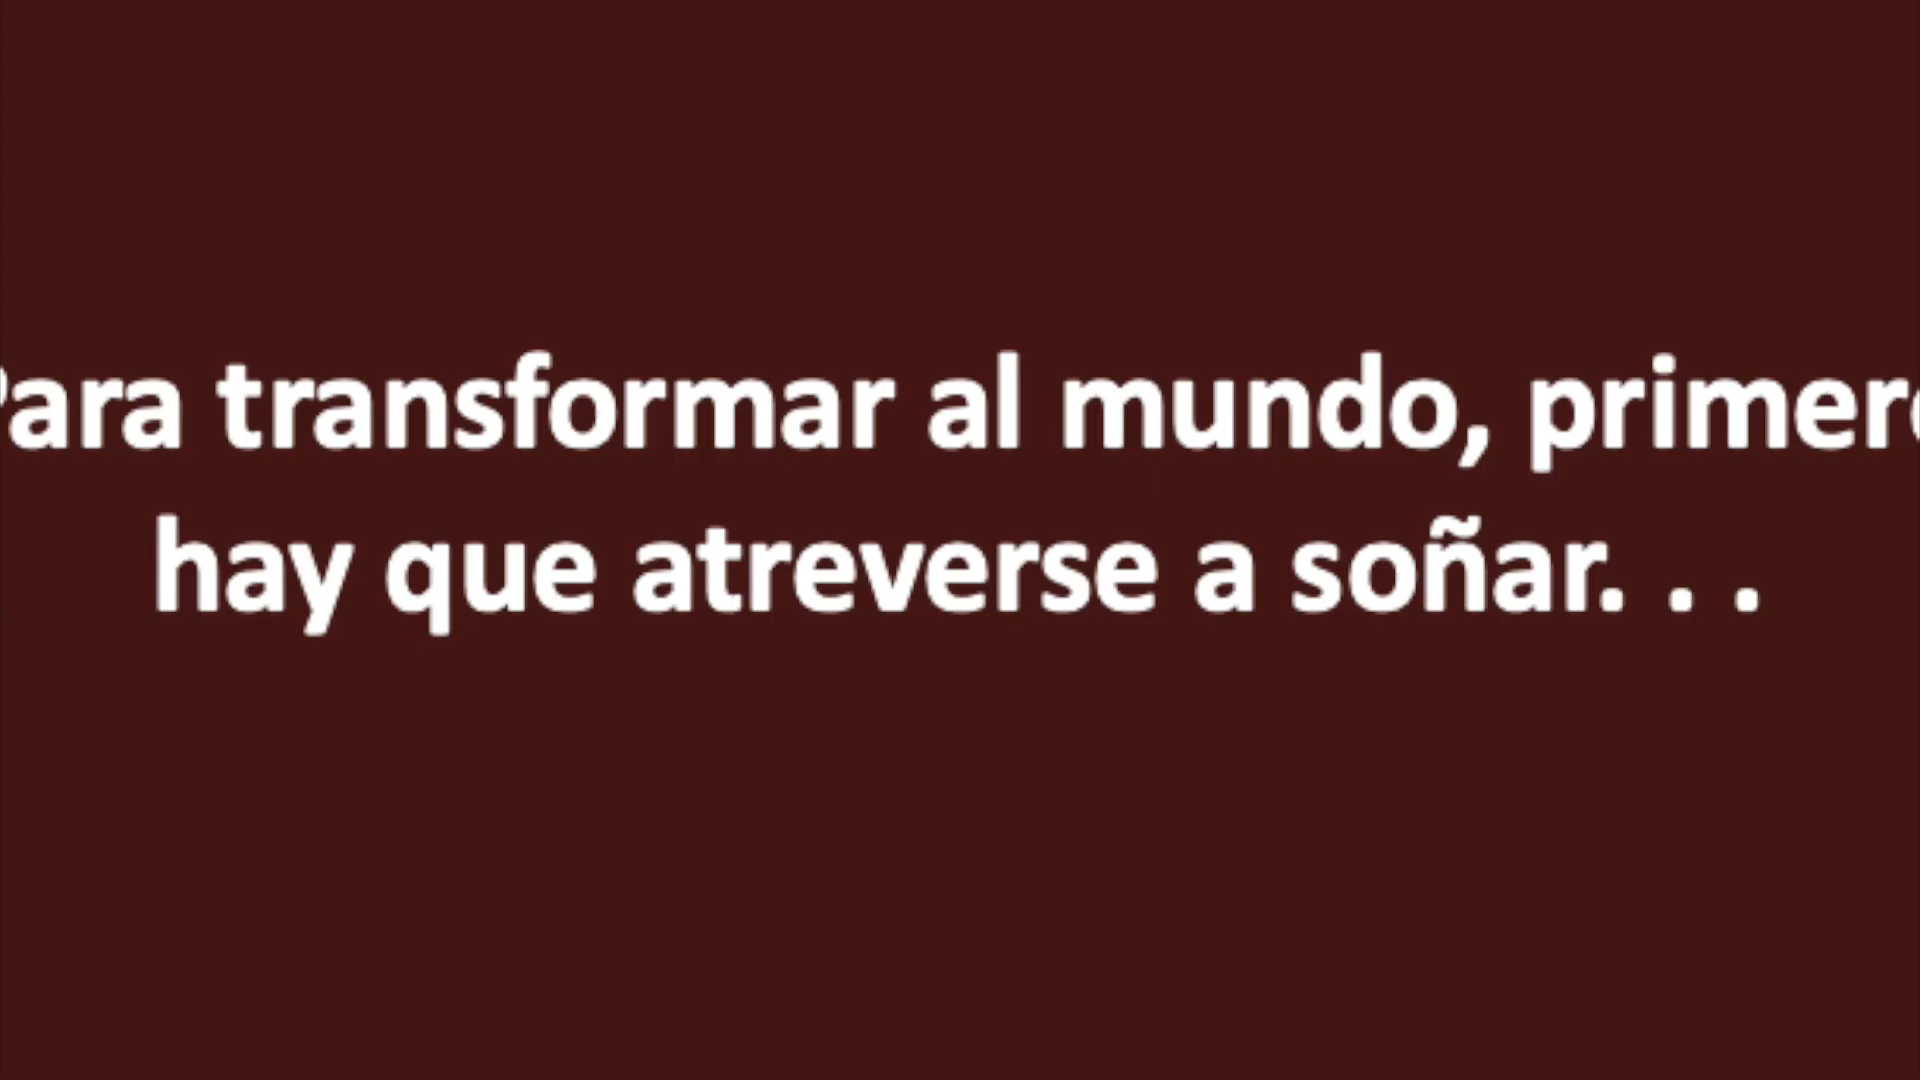 Para transformar al mundo, primero
hay que atreverse a soñar. . .